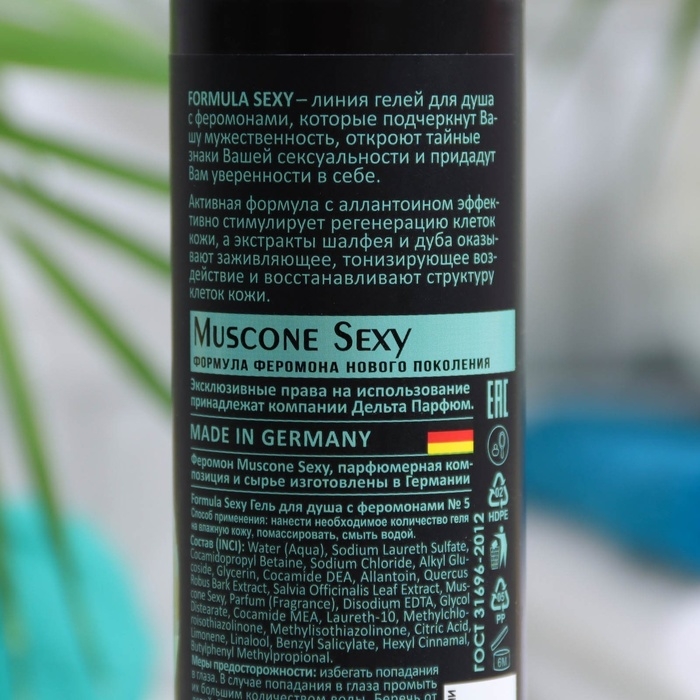 FORMULA SEXY – линия гелей для душа
с феромонами, которые подчеркнут Ва-
шу мужественность, откроют тайные
знаки Вашей сексуальности и придадут
Вам уверенности в себе.
Активная формула с аллантоином эффек-
тивно стимулирует регенерацию клеток
кожи, а экстракты шалфея и дуба оказы-
вают заживляющее, тонизирующее воз-
действие и восстанавливают структуру
клеток кожи.
MUSCONE SEXY
ФОРМУЛА ФЕРОМОНА НОВОГО ПОКОЛЕНИЯ
Эксклюзивные права на использование
принадлежат компании Дельта Парфюм.
EAC
MADE IN GERMANY
Феромон Muscone Sexy, парфюмерная ком-
позиция и сырье изготовлены в Германии
Formula Sexy Гель для душа с феромонами № 5
Способ применения: нанести необходимое количество геля
на влажную кожу, помассировать, смыть водой.
Состав (INCI): Water (Aqua), Sodium Laureth Sulfate,
Cocamidopropyl Betaine, Sodium Chloride, Alkyl Glu-
coside, Glycerin, Cocamide DEA, Allantoin, Quercus
Robus Bark Extract, Salvia Officinalis Leaf Extract, Mus-
cone Sexy, Parfum (Fragrance), Disodium EDTA, Glycol
Distearate, Cocamide MEA, Laureth-10, Methylchlo-
roisothiazolinone, Methylisothiazolinone, Citric Acid,
Limonene, Linalool, Benzyl Salicylate, Hexyl Cinnamal,
Butylphenyl Methylpropional.
Меры предосторожности: избегать попадания
в глаза. В случае попадания в глаза промыть
их большим количеством воды. Беречь от
ГОСТ 31696-2012
02
HDPE
05
PP
6M